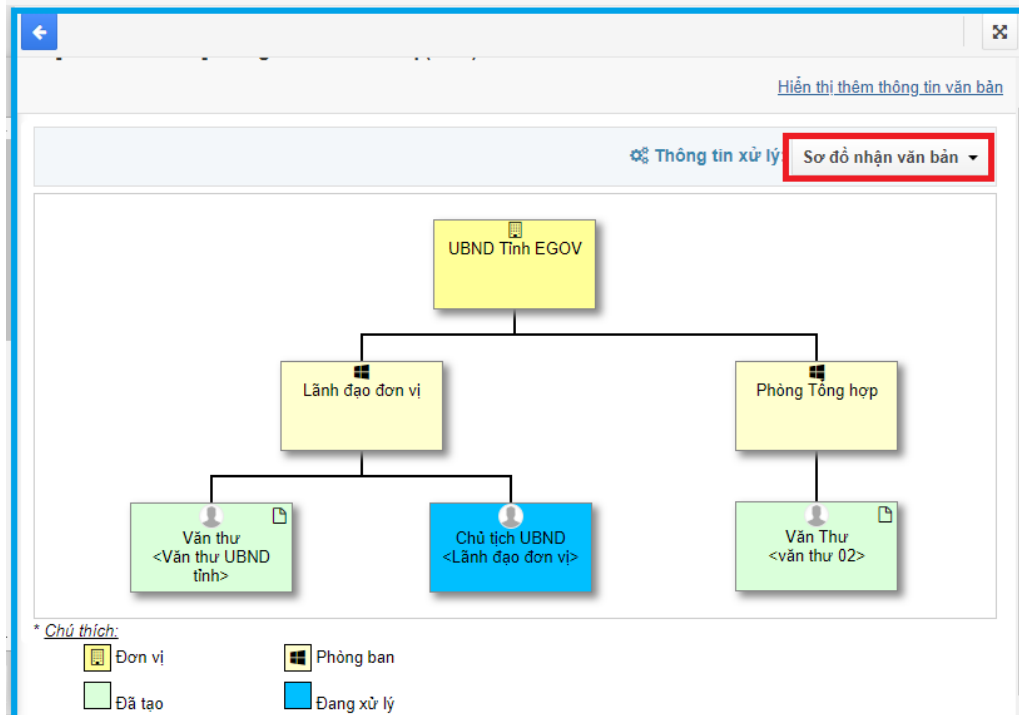 Hiển thị thêm thông tin văn bản
Thông tin xử lý:
Sơ đồ nhận văn bản
UBND Tỉnh EGOV
Lãnh đạo đơn vị
Phòng Tổng hợp
Văn thư
<Văn thư UBND
tỉnh>
Chủ tịch UBND
<Lãnh đạo đơn vị>
Văn Thư
<văn thư 02>
* Chú thích:
Đơn vị
Phòng ban
Đã tạo
Đang xử lý